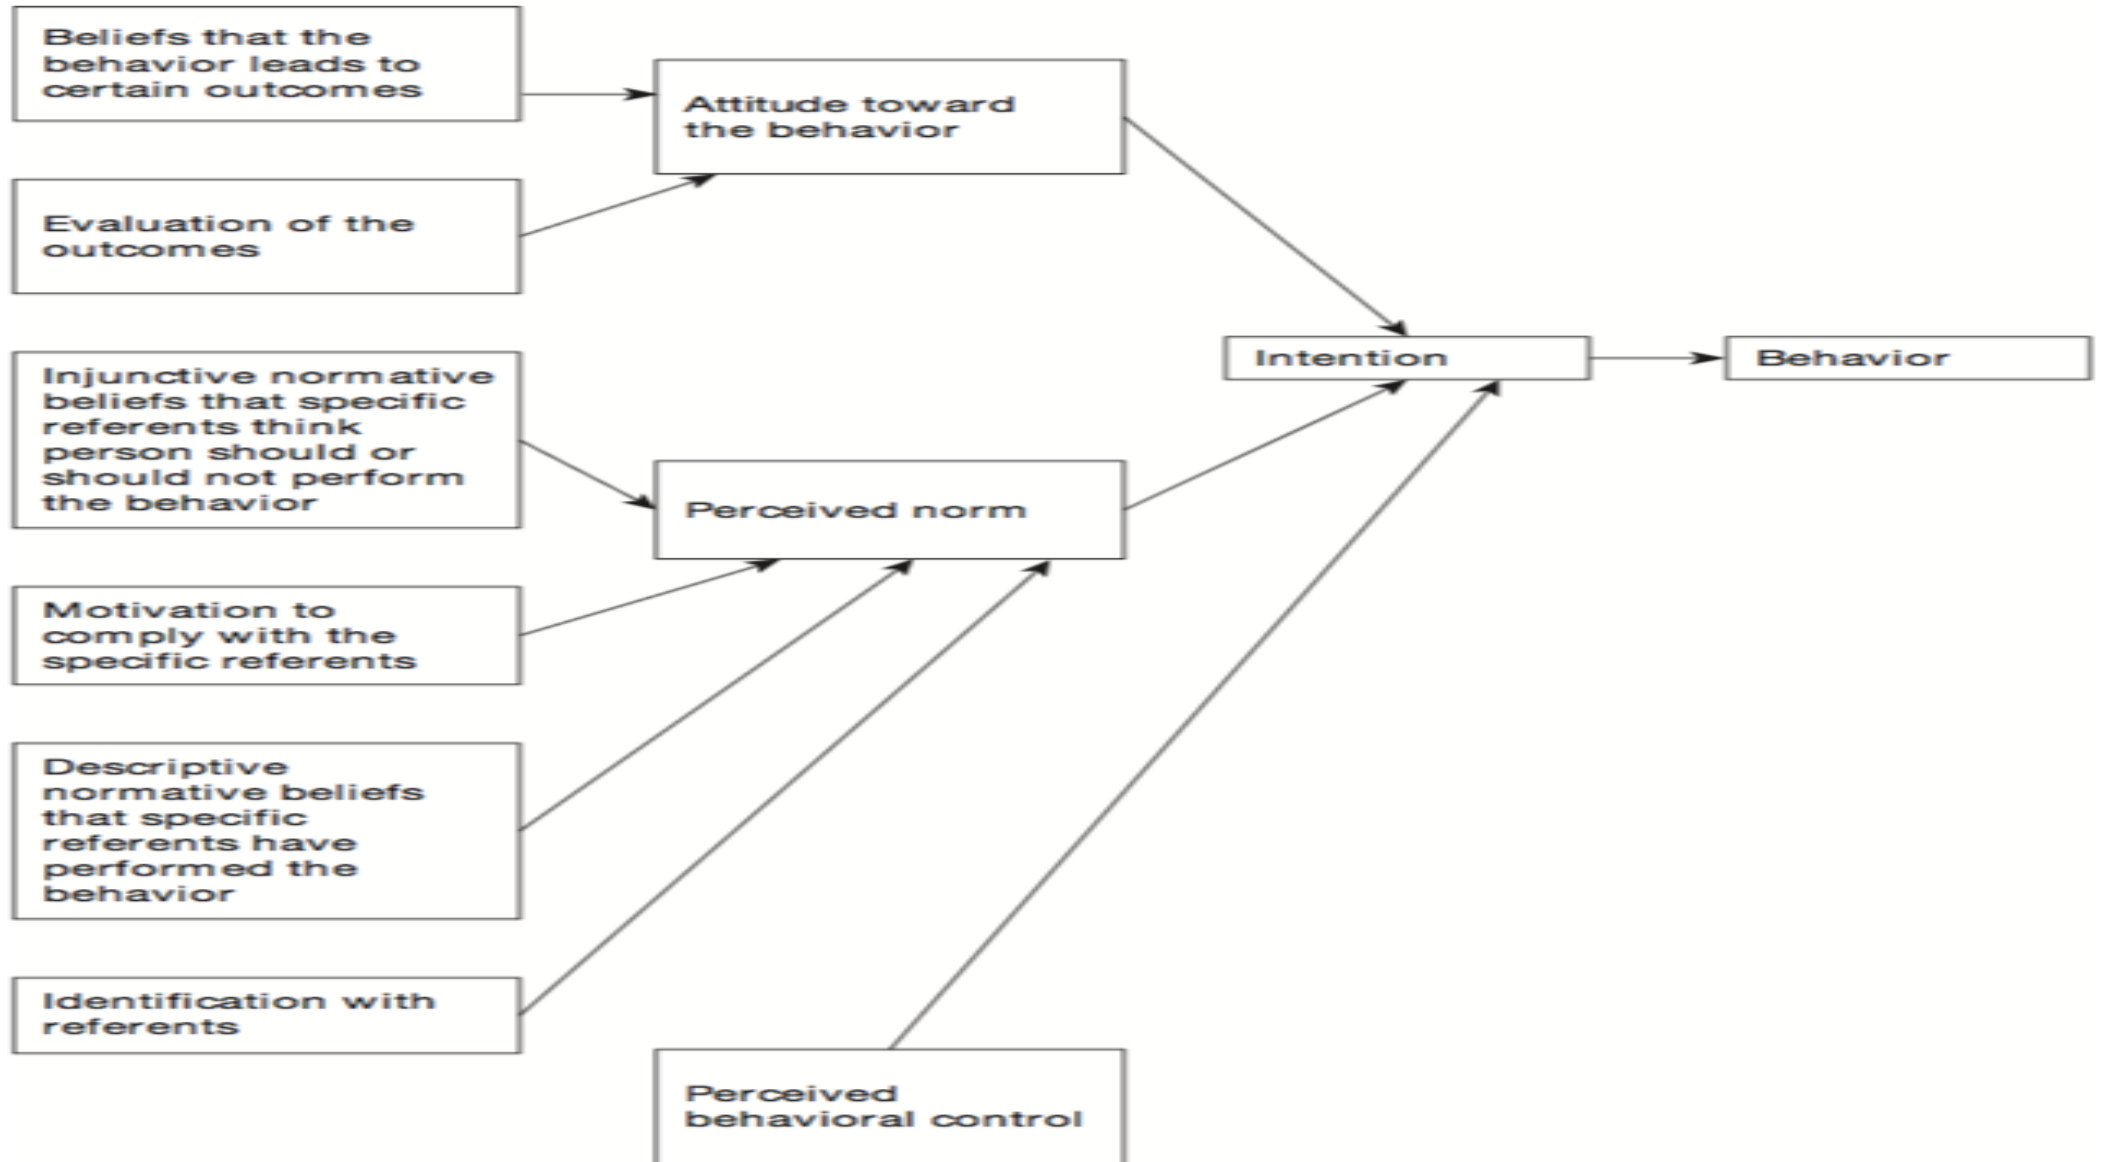 Beliefs that the
behavior leads to
certain outcomes
Attitude toward
the behavior
Evaluation of the
outcomes
Injunctive normative
beliefs that specific
referents think
person should or
should not perform
the behavior
Intention
Behavior
Perceived norm
Motivation to
comply with the
specific referents
Descriptive
normative beliefs
that specific
referents have
performed the
behavior
Identification with
referents
Perceived
behavioral control